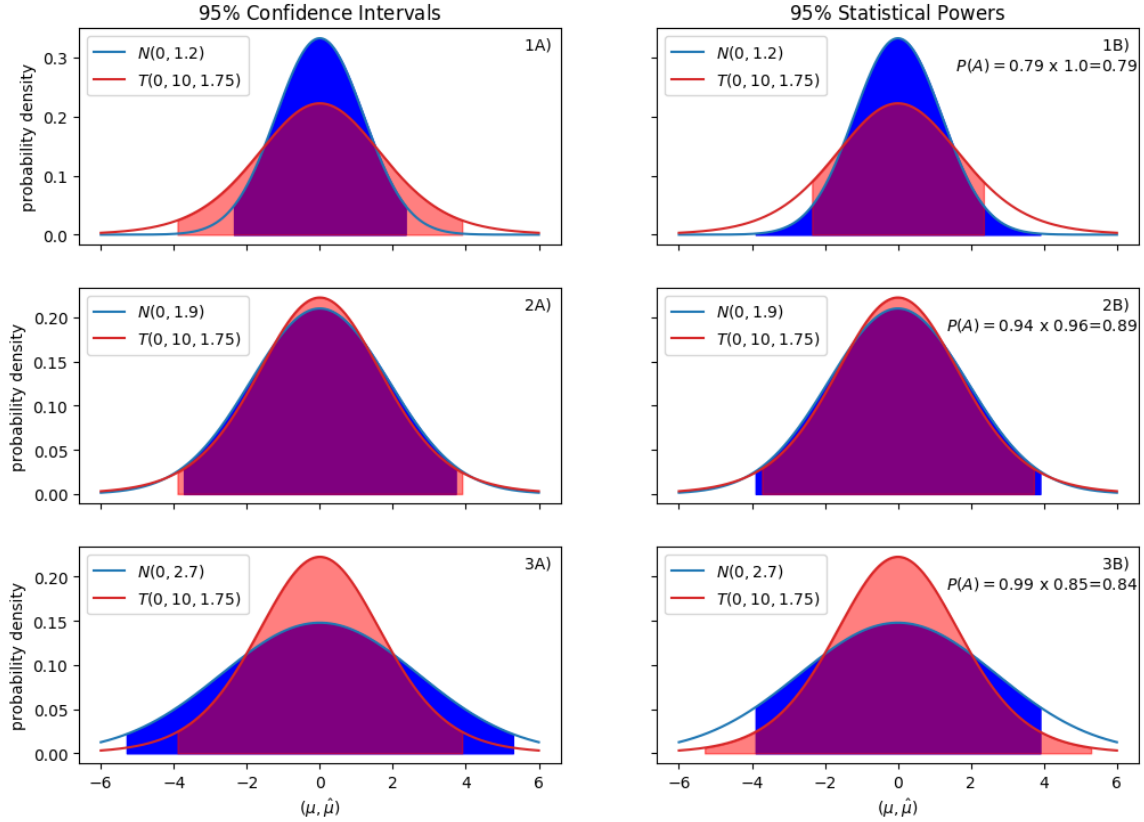 95% Confidence Intervals
95% Statistical Powers
probability density
0.3
0.2
0.1
0.0
N(0, 1.2)
T(0, 10, 1.75)
1A)
N(0, 1.2)
T(0, 10, 1.75)
1B)
P(A) = 0.79 x 1.0=0.79
probability density
0.20
0.15
0.10
0.05
0.00
N(0, 1.9)
T(0, 10, 1.75)
2A)
N(0, 1.9)
T(0, 10, 1.75)
2B)
P(A) = 0.94 x 0.96=0.89
probability density
0.20
0.15
0.10
0.05
0.00
N(0, 2.7)
T(0, 10, 1.75)
3A)
N(0, 2.7)
T(0, 10, 1.75)
3B)
P(A) = 0.99 x 0.85=0.84
−6 −4 −2 0 2 4 6
(μ, μ̂)
−6 −4 −2 0 2 4 6
(μ, μ̂)